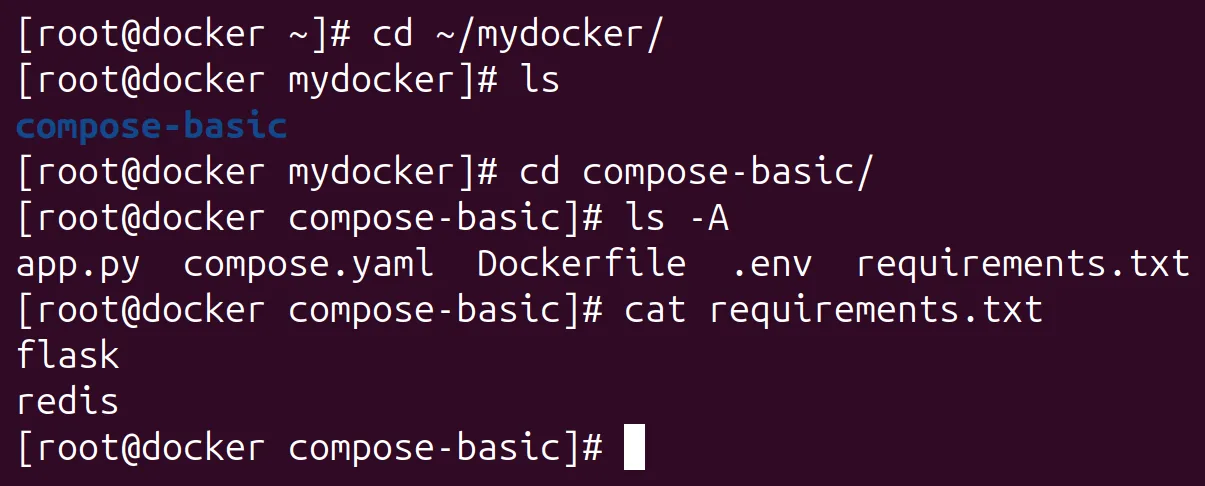 [root@docker ~]# cd ~/mydocker/
[root@docker mydocker]# ls
compose-basic
[root@docker mydocker]# cd compose-basic/
[root@docker compose-basic]# ls -A
app.py  compose.yaml  Dockerfile  .env  requirements.txt
[root@docker compose-basic]# cat requirements.txt
flask
redis
[root@docker compose-basic]#